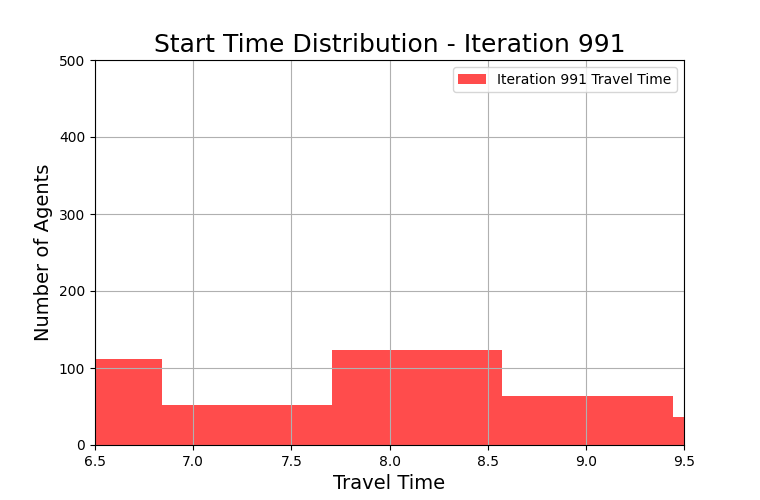 Start Time Distribution - Iteration 991
Iteration 991 Travel Time
Number of Agents
500
400
300
200
100
0
6.5 7.0 7.5 8.0 8.5 9.0 9.5
Travel Time